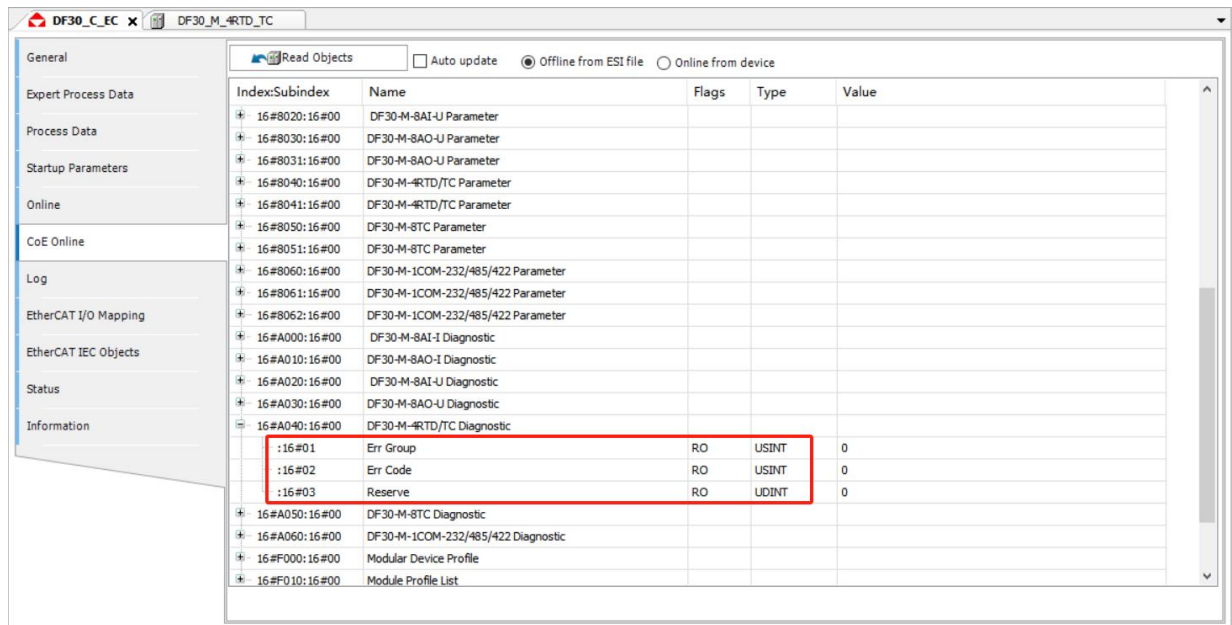 DF30_C_EC DF30_M_4RTD_TC
General
Expert Process Data
Process Data
Startup Parameters
Online
CoE Online
Log
EtherCAT I/O Mapping
EtherCAT IEC Objects
Status
Information
Read Objects Auto update Offline from ESI file Online from device
Index:Subindex Name Flags Type Value
16#8020:16#00 DF30-M-8AI-U Parameter
16#8030:16#00 DF30-M-8AO-U Parameter
16#8031:16#00 DF30-M-8AO-U Parameter
16#8040:16#00 DF30-M-4RTD/TC Parameter
16#8041:16#00 DF30-M-4RTD/TC Parameter
16#8050:16#00 DF30-M-8TC Parameter
16#8051:16#00 DF30-M-8TC Parameter
16#8060:16#00 DF30-M-1COM-232/485/422 Parameter
16#8061:16#00 DF30-M-1COM-232/485/422 Parameter
16#8062:16#00 DF30-M-1COM-232/485/422 Parameter
16#A000:16#00 DF30-M-8AI-I Diagnostic
16#A010:16#00 DF30-M-8AO-I Diagnostic
16#A020:16#00 DF30-M-8AI-U Diagnostic
16#A030:16#00 DF30-M-8AO-U Diagnostic
16#A040:16#00 DF30-M-4RTD/TC Diagnostic
:16#01 Err Group RO USINT 0
:16#02 Err Code RO USINT 0
:16#03 Reserve RO UDINT 0
16#A050:16#00 DF30-M-8TC Diagnostic
16#A060:16#00 DF30-M-1COM-232/485/422 Diagnostic
16#F000:16#00 Modular Device Profile
16#F010:16#00 Module Profile List